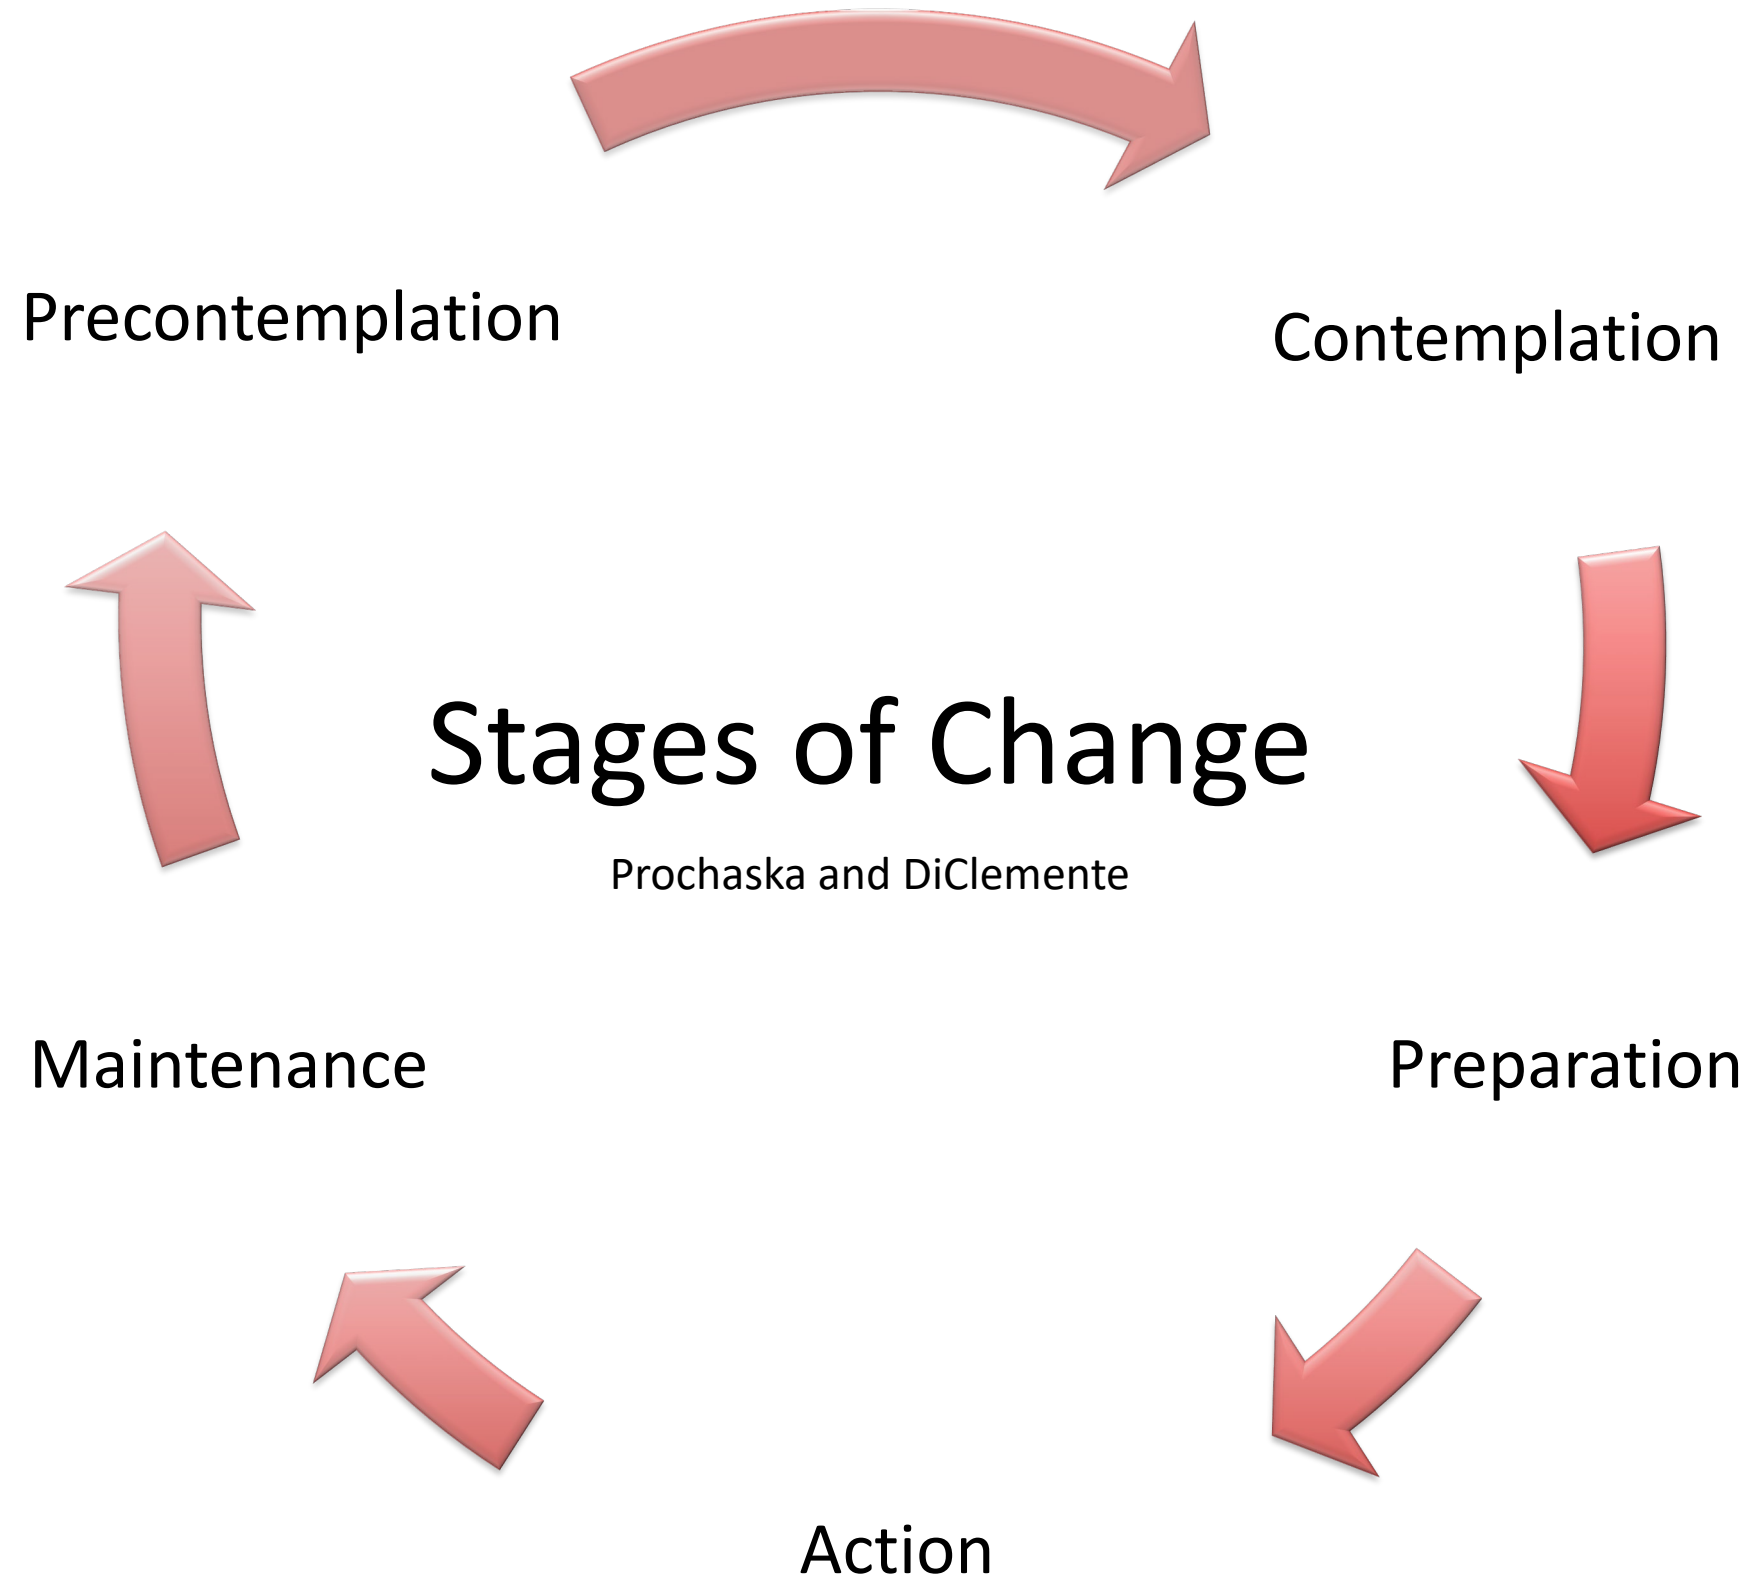 Precontemplation
Contemplation
Stages of Change
Prochaska and DiClemente
Maintenance
Preparation
Action